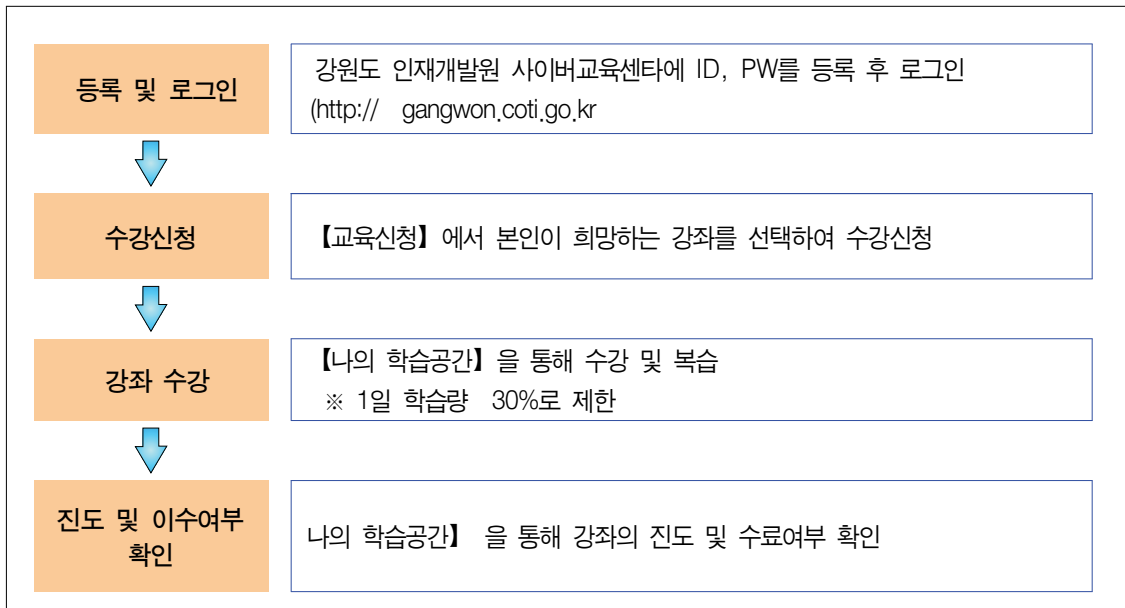 등록 및 로그인
강원도 인재개발원 사이버교육센타에 ID, PW를 등록 후 로그인
(http:// gangwon.coti.go.kr
수강신청
【교육신청】에서 본인이 희망하는 강좌를 선택하여 수강신청
강좌 수강
【나의 학습공간】을 통해 수강 및 복습
※ 1일 학습량 30%로 제한
진도 및 이수여부
확인
나의 학습공간】 을 통해 강좌의 진도 및 수료여부 확인